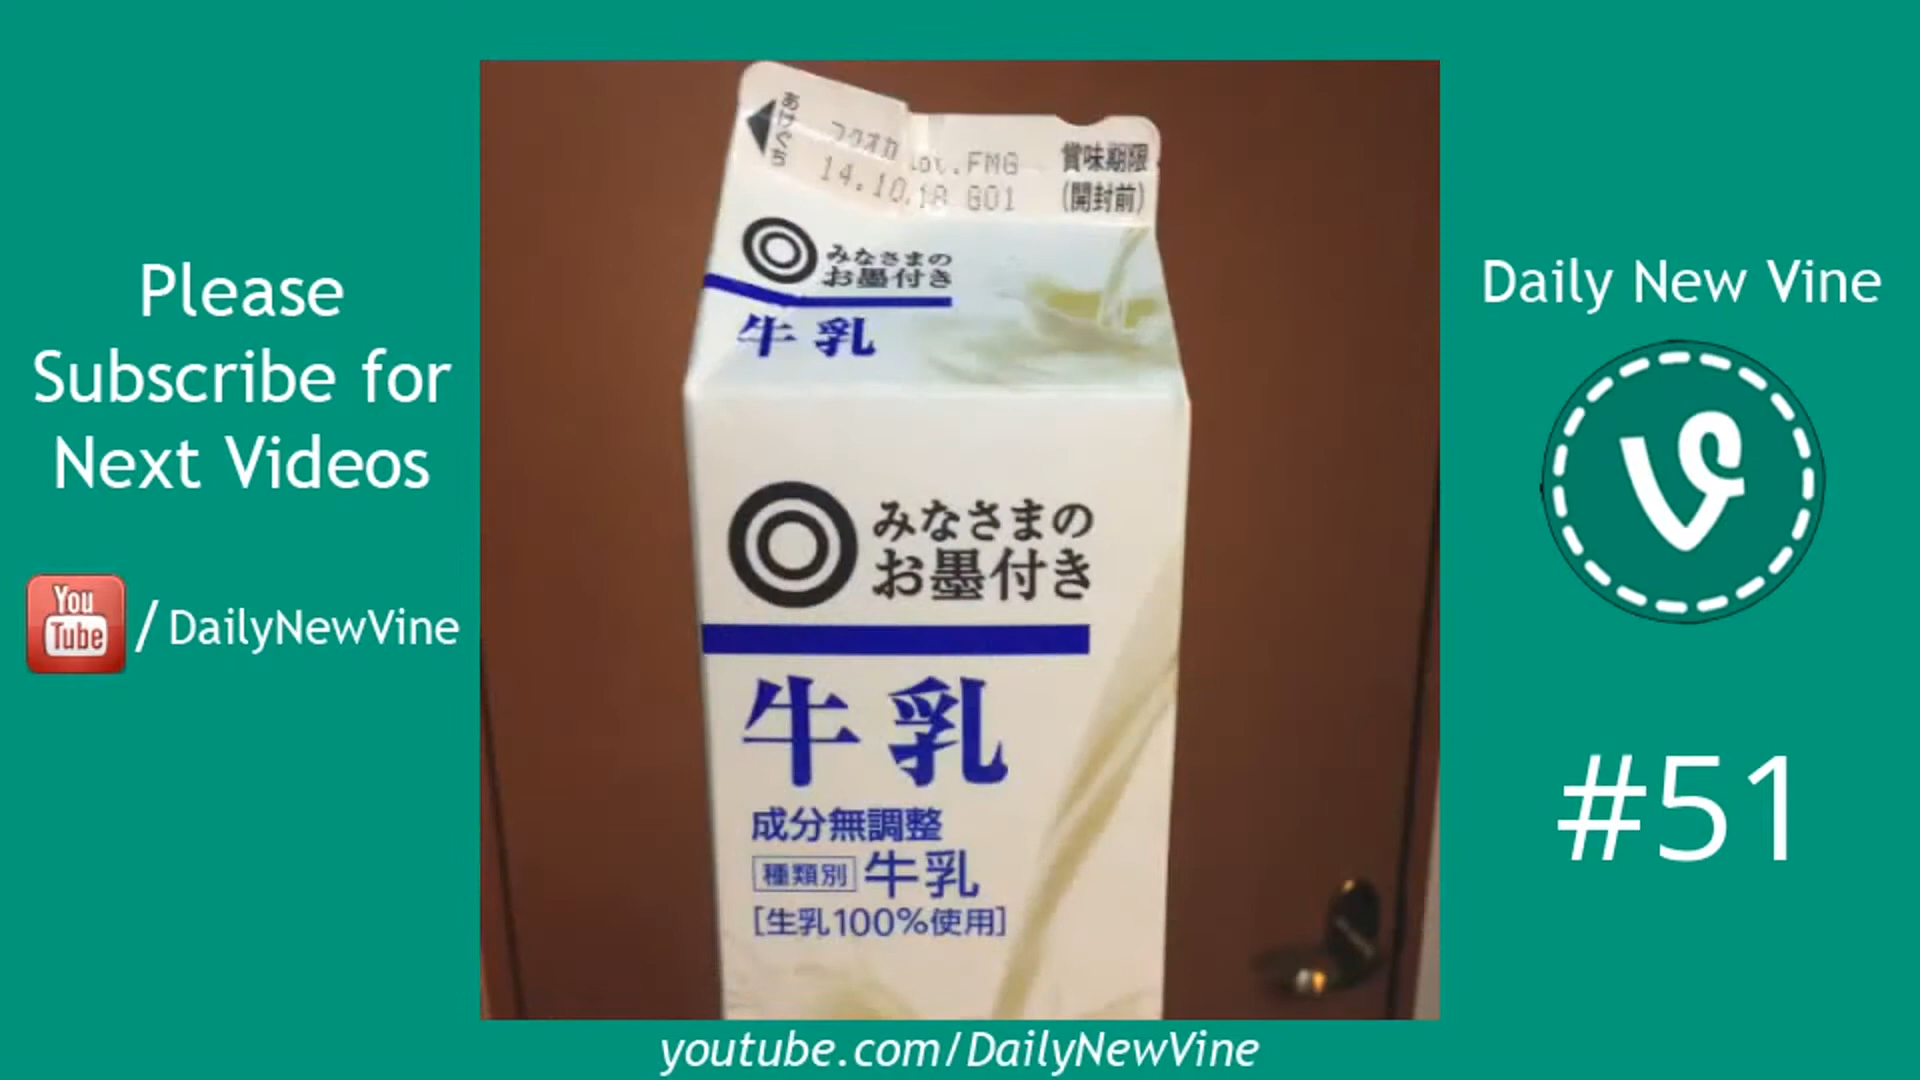 Please
Subscribe for
Next Videos
You
Tube
/DailyNewVine
あけぐち
フクオカ Lot.FMG
14.10.18 G01
賞味期限
(開封前)
みなさまの
お墨付き
牛乳
みなさまの
お墨付き
牛乳
成分無調整
種類別 牛乳
[生乳100%使用]
Daily New Vine
#51
youtube.com/DailyNewVine